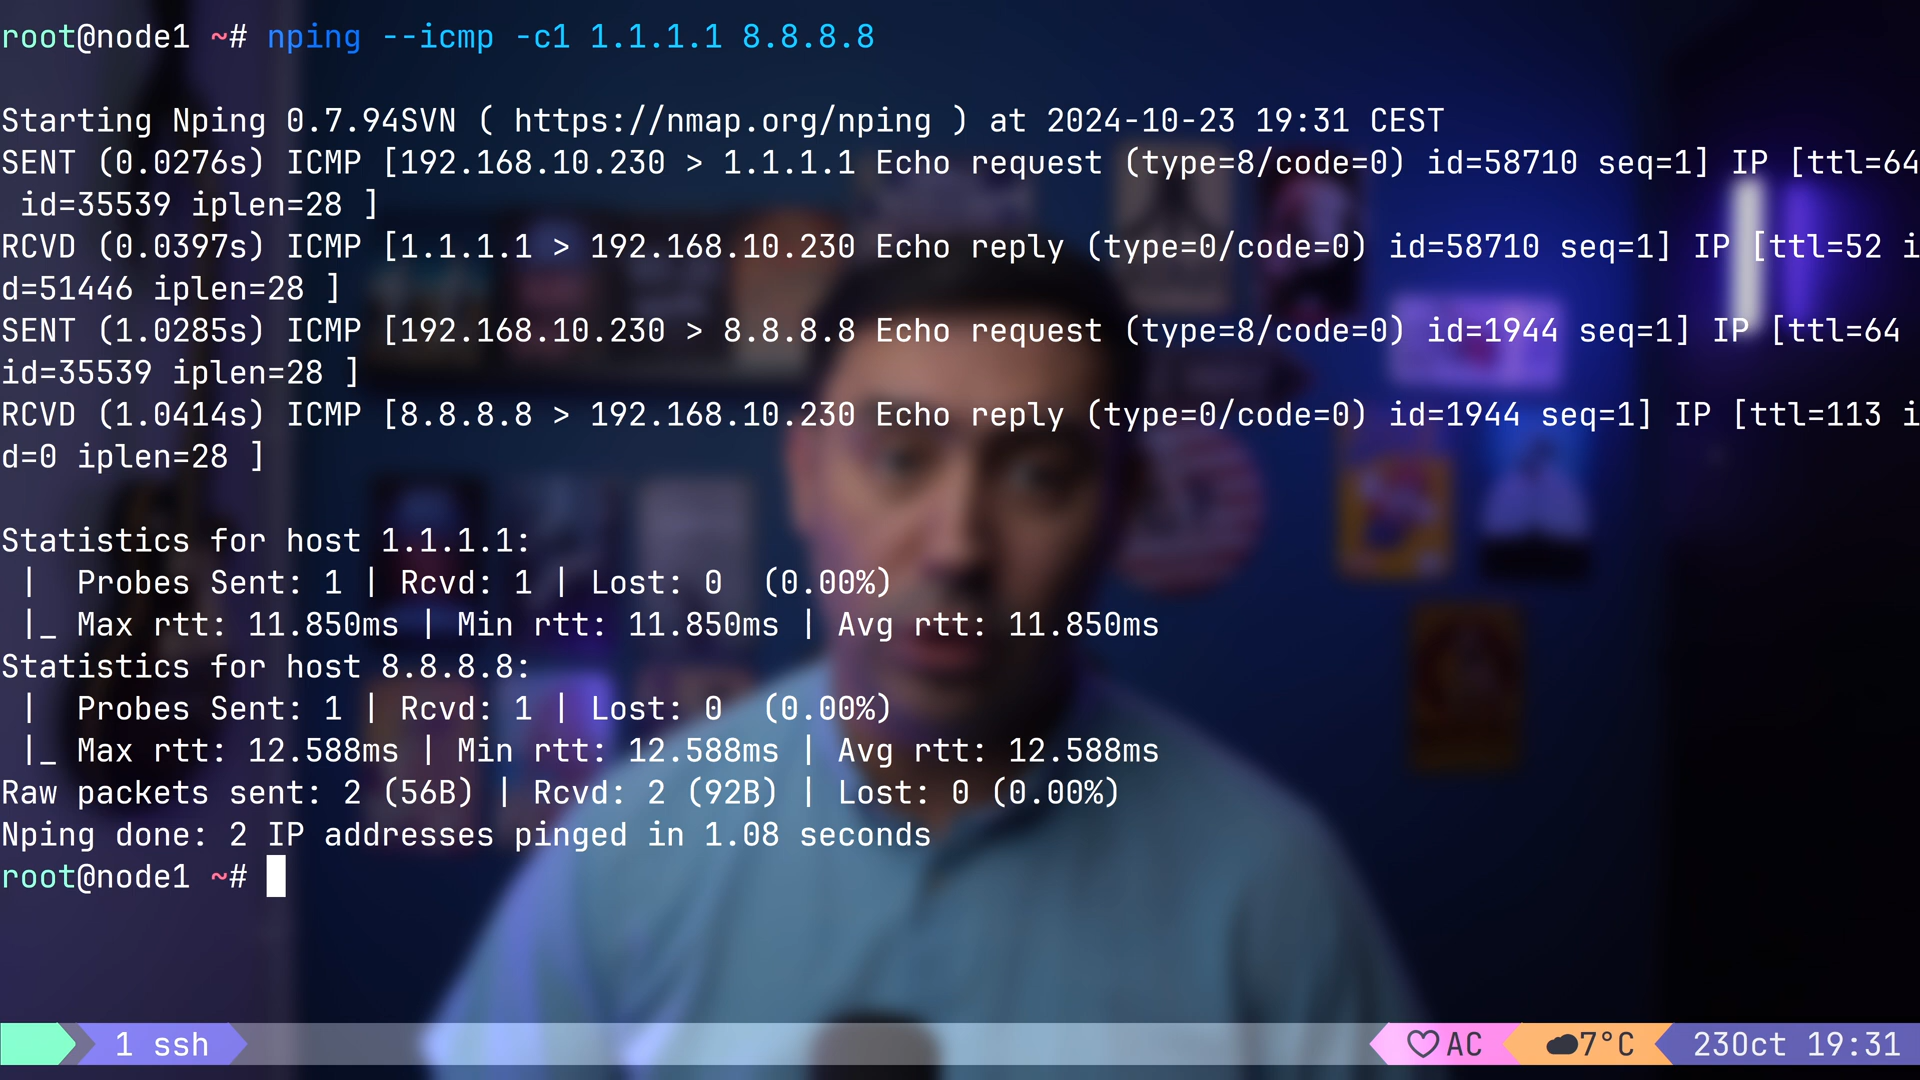 root@node1 ~# nping --icmp -c1 1.1.1.1 8.8.8.8
Starting Nping 0.7.94SVN ( https://nmap.org/nping ) at 2024-10-23 19:31 CEST
SENT (0.0276s) ICMP [192.168.10.230 > 1.1.1.1 Echo request (type=8/code=0) id=58710 seq=1] IP [ttl=64
 id=35539 iplen=28 ]
RCVD (0.0397s) ICMP [1.1.1.1 > 192.168.10.230 Echo reply (type=0/code=0) id=58710 seq=1] IP [ttl=52 i
d=51446 iplen=28 ]
SENT (1.0285s) ICMP [192.168.10.230 > 8.8.8.8 Echo request (type=8/code=0) id=1944 seq=1] IP [ttl=64
id=35539 iplen=28 ]
RCVD (1.0414s) ICMP [8.8.8.8 > 192.168.10.230 Echo reply (type=0/code=0) id=1944 seq=1] IP [ttl=113 i
d=0 iplen=28 ]
Statistics for host 1.1.1.1:
 |  Probes Sent: 1 | Rcvd: 1 | Lost: 0  (0.00%)
 |_ Max rtt: 11.850ms | Min rtt: 11.850ms | Avg rtt: 11.850ms
Statistics for host 8.8.8.8:
 |  Probes Sent: 1 | Rcvd: 1 | Lost: 0  (0.00%)
 |_ Max rtt: 12.588ms | Min rtt: 12.588ms | Avg rtt: 12.588ms
Raw packets sent: 2 (56B) | Rcvd: 2 (92B) | Lost: 0 (0.00%)
Nping done: 2 IP addresses pinged in 1.08 seconds
root@node1 ~#
1 ssh ♡ AC ☁7°C 23Oct 19:31